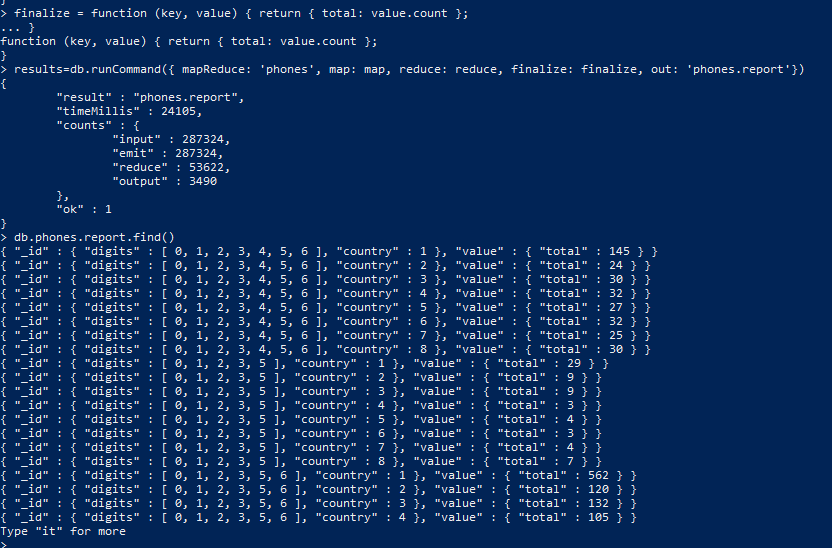 }
> finalize = function (key, value) { return { total: value.count };
... }
function (key, value) { return { total: value.count };
}
> results=db.runCommand({ mapReduce: 'phones', map: map, reduce: reduce, finalize: finalize, out: 'phones.report'})
{
        "result" : "phones.report",
        "timeMillis" : 24105,
        "counts" : {
                "input" : 287324,
                "emit" : 287324,
                "reduce" : 53622,
                "output" : 3490
        },
        "ok" : 1
}
> db.phones.report.find()
{ "_id" : { "digits" : [ 0, 1, 2, 3, 4, 5, 6 ], "country" : 1 }, "value" : { "total" : 145 } }
{ "_id" : { "digits" : [ 0, 1, 2, 3, 4, 5, 6 ], "country" : 2 }, "value" : { "total" : 24 } }
{ "_id" : { "digits" : [ 0, 1, 2, 3, 4, 5, 6 ], "country" : 3 }, "value" : { "total" : 30 } }
{ "_id" : { "digits" : [ 0, 1, 2, 3, 4, 5, 6 ], "country" : 4 }, "value" : { "total" : 32 } }
{ "_id" : { "digits" : [ 0, 1, 2, 3, 4, 5, 6 ], "country" : 5 }, "value" : { "total" : 27 } }
{ "_id" : { "digits" : [ 0, 1, 2, 3, 4, 5, 6 ], "country" : 6 }, "value" : { "total" : 32 } }
{ "_id" : { "digits" : [ 0, 1, 2, 3, 4, 5, 6 ], "country" : 7 }, "value" : { "total" : 25 } }
{ "_id" : { "digits" : [ 0, 1, 2, 3, 4, 5, 6 ], "country" : 8 }, "value" : { "total" : 30 } }
{ "_id" : { "digits" : [ 0, 1, 2, 3, 5 ], "country" : 1 }, "value" : { "total" : 29 } }
{ "_id" : { "digits" : [ 0, 1, 2, 3, 5 ], "country" : 2 }, "value" : { "total" : 9 } }
{ "_id" : { "digits" : [ 0, 1, 2, 3, 5 ], "country" : 3 }, "value" : { "total" : 9 } }
{ "_id" : { "digits" : [ 0, 1, 2, 3, 5 ], "country" : 4 }, "value" : { "total" : 3 } }
{ "_id" : { "digits" : [ 0, 1, 2, 3, 5 ], "country" : 5 }, "value" : { "total" : 4 } }
{ "_id" : { "digits" : [ 0, 1, 2, 3, 5 ], "country" : 6 }, "value" : { "total" : 3 } }
{ "_id" : { "digits" : [ 0, 1, 2, 3, 5 ], "country" : 7 }, "value" : { "total" : 4 } }
{ "_id" : { "digits" : [ 0, 1, 2, 3, 5 ], "country" : 8 }, "value" : { "total" : 7 } }
{ "_id" : { "digits" : [ 0, 1, 2, 3, 5, 6 ], "country" : 1 }, "value" : { "total" : 562 } }
{ "_id" : { "digits" : [ 0, 1, 2, 3, 5, 6 ], "country" : 2 }, "value" : { "total" : 120 } }
{ "_id" : { "digits" : [ 0, 1, 2, 3, 5, 6 ], "country" : 3 }, "value" : { "total" : 132 } }
{ "_id" : { "digits" : [ 0, 1, 2, 3, 5, 6 ], "country" : 4 }, "value" : { "total" : 105 } }
Type "it" for more
>